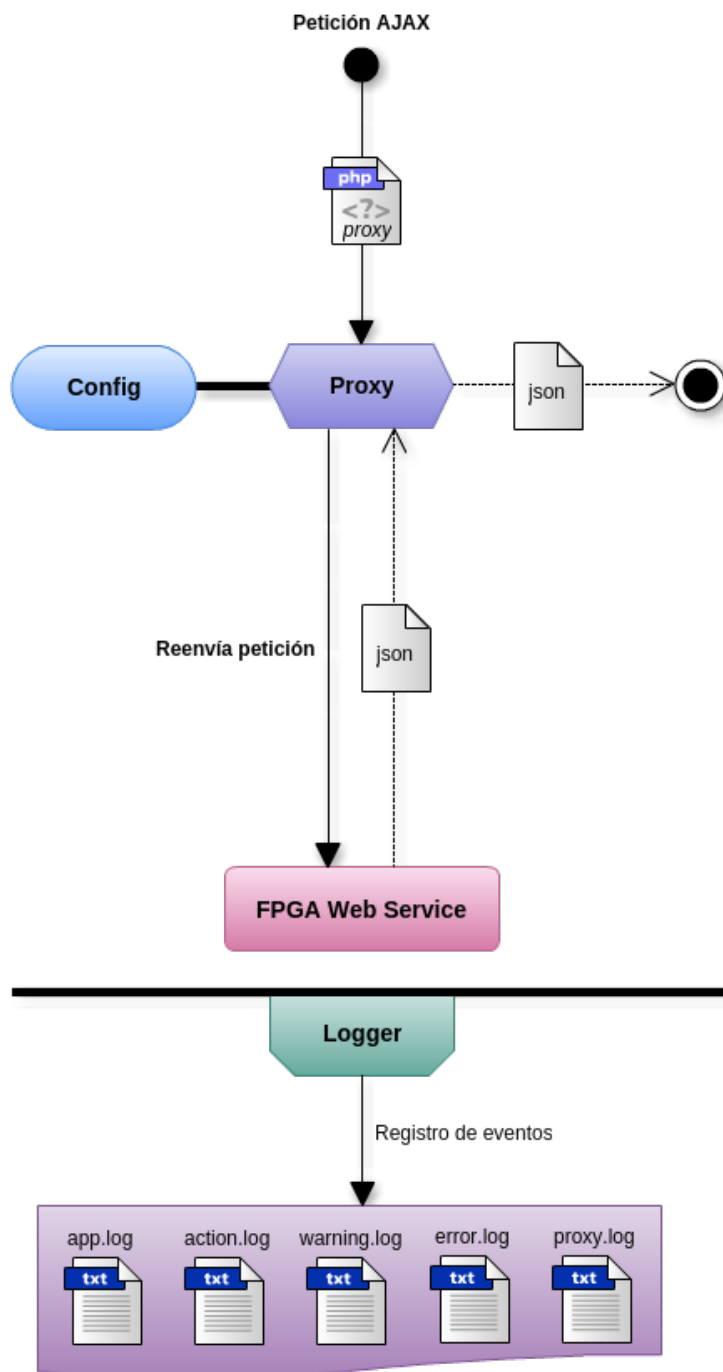 Petición AJAX
php
<?>
proxy
Config
Proxy
json
Reenvía petición
json
FPGA Web Service
Logger
Registro de eventos
app.log action.log warning.log error.log proxy.log
txt txt txt txt txt